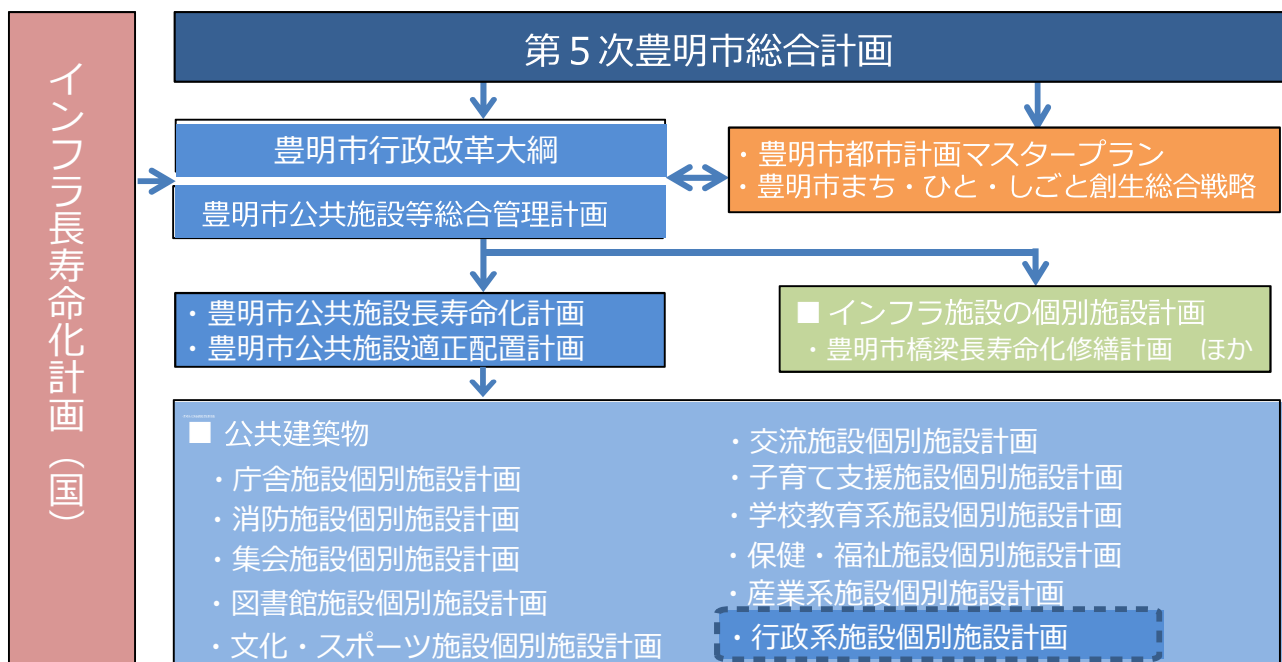 インフラ長寿命化計画（国）
第５次豊明市総合計画
豊明市行政改革大綱
豊明市公共施設等総合管理計画
・豊明市都市計画マスタープラン
・豊明市まち・ひと・しごと創生総合戦略
・豊明市公共施設長寿命化計画
・豊明市公共施設適正配置計画
■ インフラ施設の個別施設計画
・豊明市橋梁長寿命化修繕計画　ほか
■ 公共建築物
・庁舎施設個別施設計画
・消防施設個別施設計画
・集会施設個別施設計画
・図書館施設個別施設計画
・文化・スポーツ施設個別施設計画
・交流施設個別施設計画
・子育て支援施設個別施設計画
・学校教育系施設個別施設計画
・保健・福祉施設個別施設計画
・産業系施設個別施設計画
・行政系施設個別施設計画